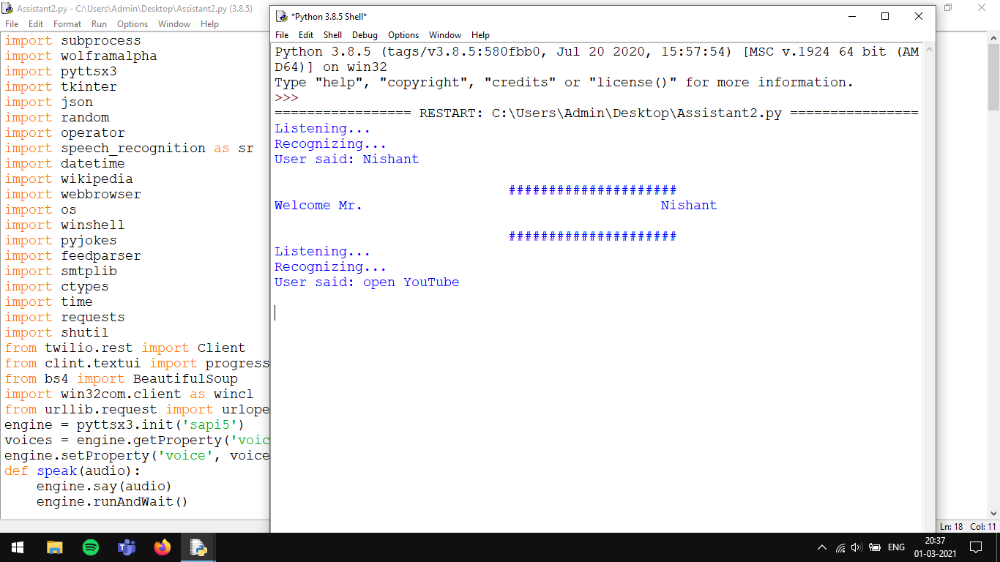 Assistant2.py - C:\Users\Admin\Desktop\Assistant2.py (3.8.5)
File Edit Format Run Options Window Help
import subprocess
import wolframalpha
import pyttsx3
import tkinter
import json
import random
import operator
import speech_recognition as sr
import datetime
import wikipedia
import webbrowser
import os
import winshell
import pyjokes
import feedparser
import smtplib
import ctypes
import time
import requests
import shutil
from twilio.rest import Client
from clint.textui import progress
from bs4 import BeautifulSoup
import win32com.client as wincl
from urllib.request import urlope
engine = pyttsx3.init('sapi5')
voices = engine.getProperty('voic
engine.setProperty('voice', voice
def speak(audio):
    engine.say(audio)
    engine.runAndWait()
*Python 3.8.5 Shell*
File Edit Shell Debug Options Window Help
Python 3.8.5 (tags/v3.8.5:580fbb0, Jul 20 2020, 15:57:54) [MSC v.1924 64 bit (AM
D64)] on win32
Type "help", "copyright", "credits" or "license()" for more information.
>>>
================= RESTART: C:\Users\Admin\Desktop\Assistant2.py ================
Listening...
Recognizing...
User said: Nishant
#####################
Welcome Mr. Nishant
#####################
Listening...
Recognizing...
User said: open YouTube
Ln: 18 Col: 11
ENG
20:37
01-03-2021